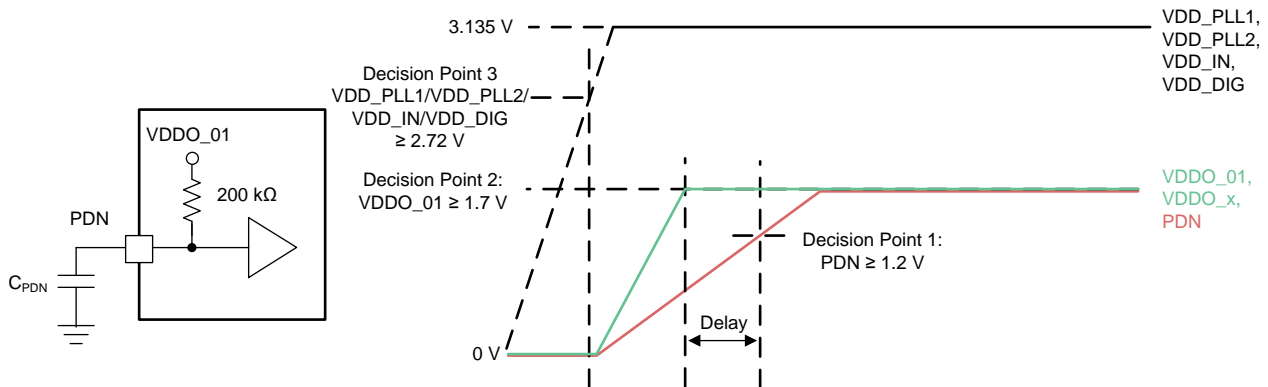 VDDO_01
200 kΩ
PDN
CPDN
3.135 V
Decision Point 3
VDD_PLL1/VDD_PLL2/
VDD_IN/VDD_DIG
≥ 2.72 V
Decision Point 2:
VDDO_01 ≥ 1.7 V
0 V
Decision Point 1:
PDN ≥ 1.2 V
Delay
VDD_PLL1,
VDD_PLL2,
VDD_IN,
VDD_DIG
VDDO_01,
VDDO_x,
PDN